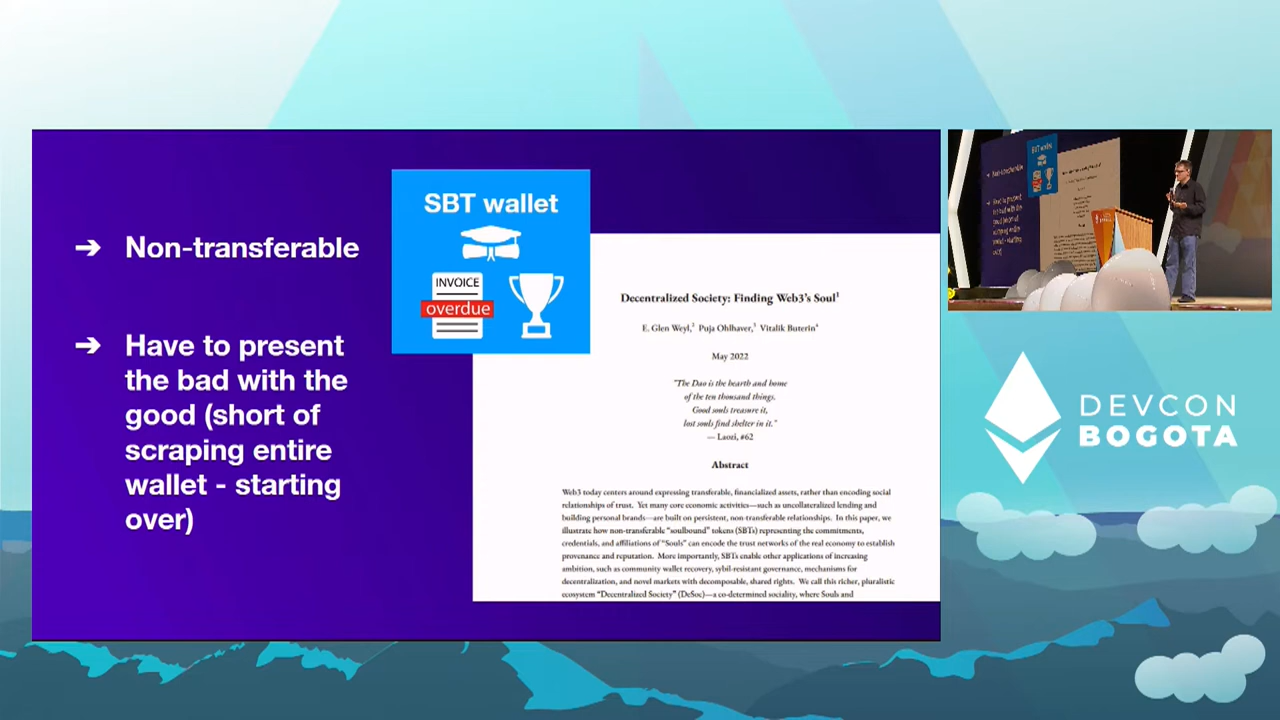 ➔ Non-transferable
➔ Have to present
the bad with the
good (short of
scraping entire
wallet - starting
over)
SBT wallet
INVOICE
overdue
Decentralized Society: Finding Web3's Soul¹
E. Glen Weyl,² Puja Ohlhaver,³ Vitalik Buterin⁴
May 2022
"The Dao is the hearth and home
of the ten thousand things.
Good souls treasure it,
lost souls find shelter in it."
— Laozi, #62
Abstract
Web3 today centers around expressing transferable, financialized assets, rather than encoding social
relationships of trust. Yet many core economic activities—such as uncollateralized lending and
building personal brands—are built on persistent, non-transferable relationships. In this paper, we
illustrate how non-transferable "soulbound" tokens (SBTs) representing the commitments,
credentials, and affiliations of "Souls" can encode the trust networks of the real economy to establish
provenance and reputation. More importantly, SBTs enable other applications of increasing
ambition, such as community wallet recovery, sybil-resistant governance, mechanisms for
decentralization, and novel markets with decomposable, shared rights. We call this richer, pluralistic
ecosystem "Decentralized Society" (DeSoc)—a co-determined sociality, where Souls and
DEVCON
BOGOTA